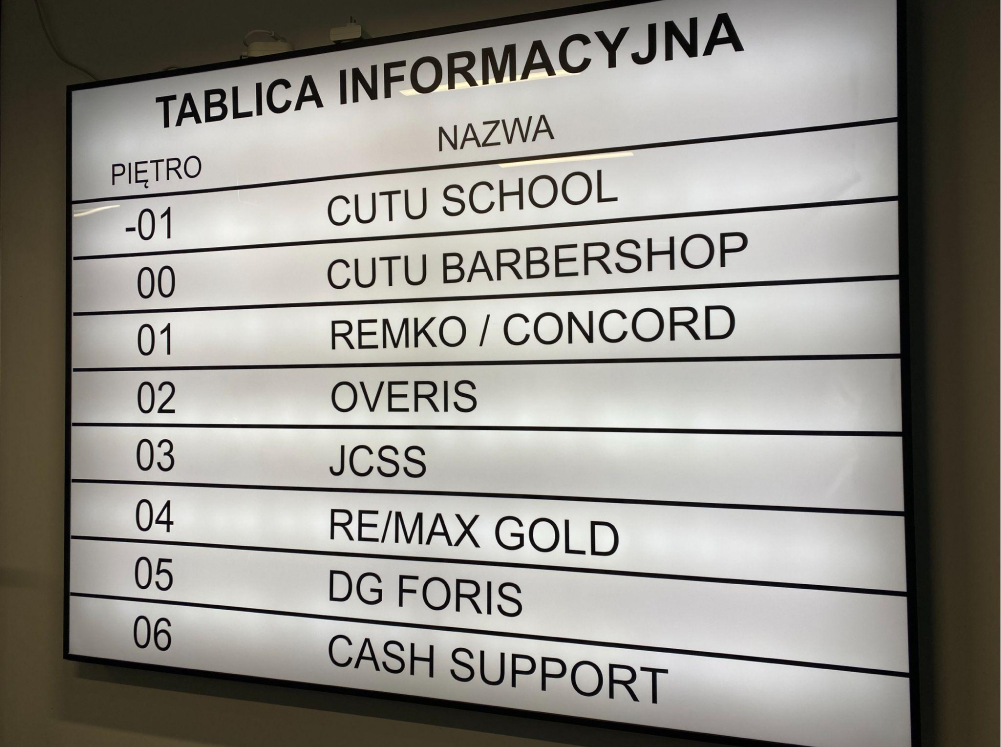 TABLICA INFORMACYJNA
PIĘTRO NAZWA
-01 CUTU SCHOOL
00 CUTU BARBERSHOP
01 REMKO / CONCORD
02 OVERIS
03 JCSS
04 RE/MAX GOLD
05 DG FORIS
06 CASH SUPPORT